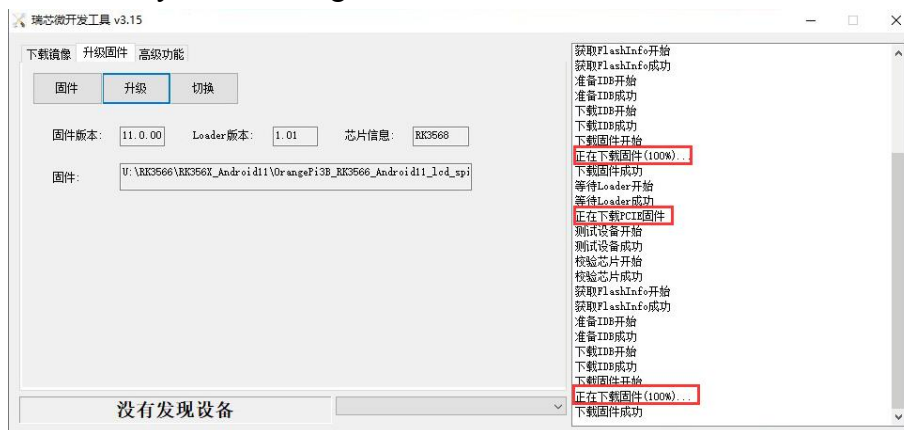 瑞芯微开发工具 v3.15
下载镜像 升级固件 高级功能
固件 升级 切换
固件版本: 11.0.00 Loader版本: 1.01 芯片信息: RK3568
固件: U:\RK3566\RK356X_Android11\OrangePi3B_RK3566_Android11_lcd_spi
没有发现设备
获取FlashInfo开始
获取FlashInfo成功
准备IDB开始
准备IDB成功
下载IDB开始
下载IDB成功
下载固件开始
正在下载固件(100%)...
下载固件成功
等待Loader开始
等待Loader成功
正在下载PCIE固件
测试设备开始
测试设备成功
校验芯片开始
校验芯片成功
获取FlashInfo开始
获取FlashInfo成功
准备IDB开始
准备IDB成功
下载IDB开始
下载IDB成功
下载固件开始
正在下载固件(100%)...
下载固件成功